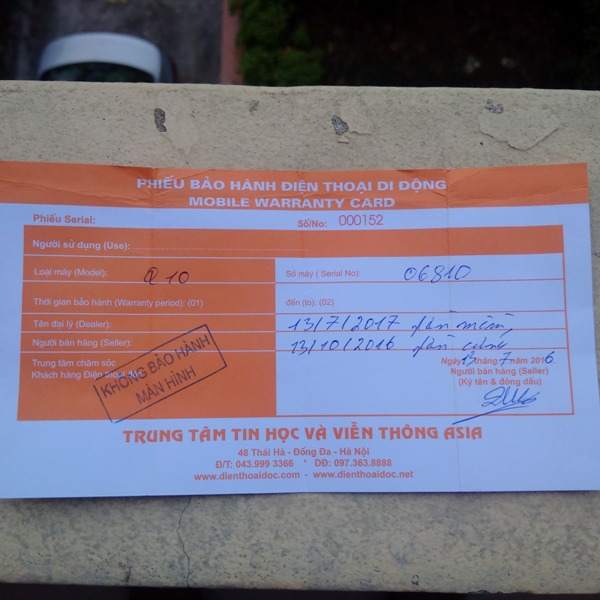 PHIẾU BẢO HÀNH ĐIỆN THOẠI DI ĐỘNG
MOBILE WARRANTY CARD
Phiếu Serial:
Số/No: 000152
Người sử dụng (Use):
Loại máy (Model): Q10
Số máy ( Serial No): 06810
Thời gian bảo hành (Warranty period): (01)
đến (to). (02)
Tên đại lý (Dealer):
13/7/2017 phần mềm,
Người bán hàng (Seller):
13/10/2016 phần cứng
Trung tâm chăm sóc
Khách hàng Điện thoại
KHÔNG BẢO HÀNH
MÀN HÌNH
Ngày 13 tháng 7 năm 2016
Người bán hàng (Seller)
(Ký tên & đóng dấu)
TRUNG TÂM TIN HỌC VÀ VIỄN THÔNG ASIA
48 Thái Hà - Đống Đa - Hà Nội
Đ/T: 043.999 3366 * DĐ: 097.363.8888
www.dienthoaidoc.com - www.dienthoaidoc.net